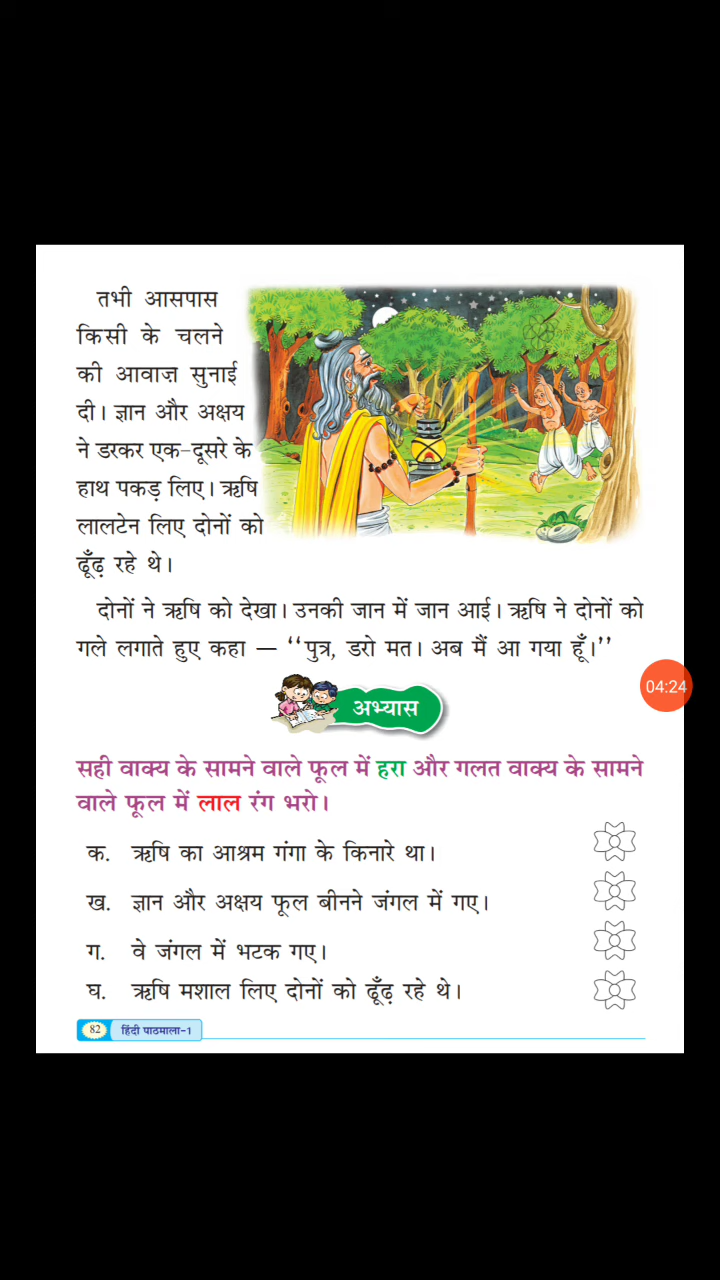 तभी आसपास
किसी के चलने
की आवाज़ सुनाई
दी। ज्ञान और अक्षय
ने डरकर एक-दूसरे के
हाथ पकड़ लिए। ऋषि
लालटेन लिए दोनों को
ढूँढ़ रहे थे।
दोनों ने ऋषि को देखा। उनकी जान में जान आई। ऋषि ने दोनों को
गले लगाते हुए कहा — “पुत्र, डरो मत। अब मैं आ गया हूँ।”
04:24
अभ्यास
सही वाक्य के सामने वाले फूल में हरा और गलत वाक्य के सामने
वाले फूल में लाल रंग भरो।
क. ऋषि का आश्रम गंगा के किनारे था।
ख. ज्ञान और अक्षय फूल बीनने जंगल में गए।
ग. वे जंगल में भटक गए।
घ. ऋषि मशाल लिए दोनों को ढूँढ़ रहे थे।
82 हिंदी पाठमाला-1